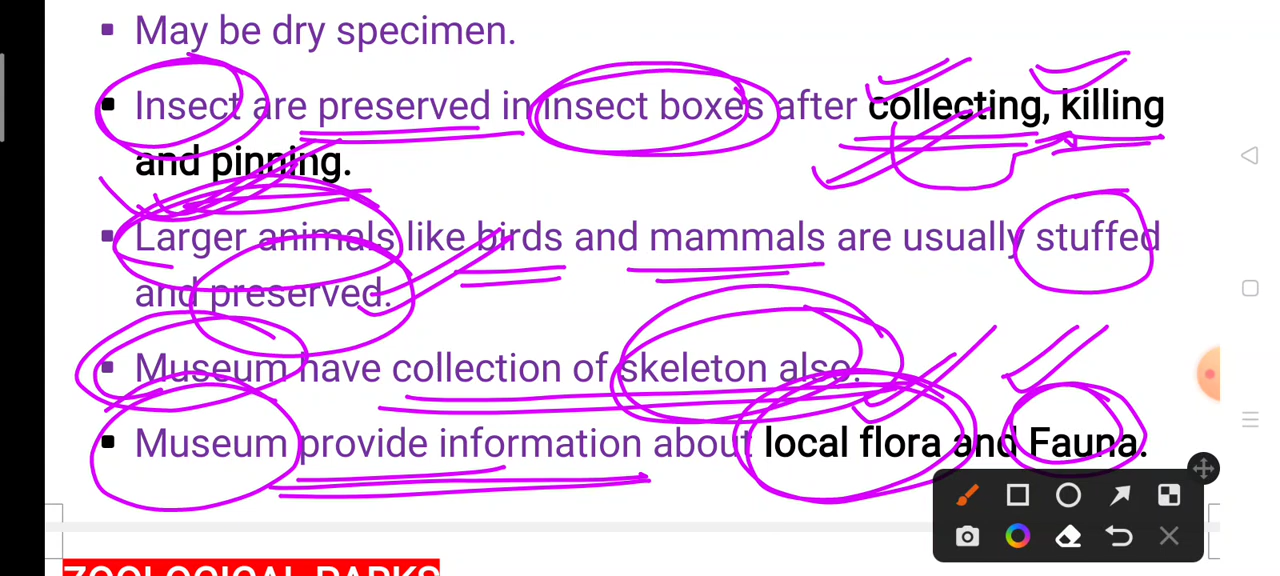 ▪ May be dry specimen.
▪ Insect are preserved in insect boxes after collecting, killing
and pinning.
▪ Larger animals like birds and mammals are usually stuffed
and preserved.
▪ Museum have collection of skeleton also.
▪ Museum provide information about local flora and Fauna.
ZOOLOGICAL PARKS